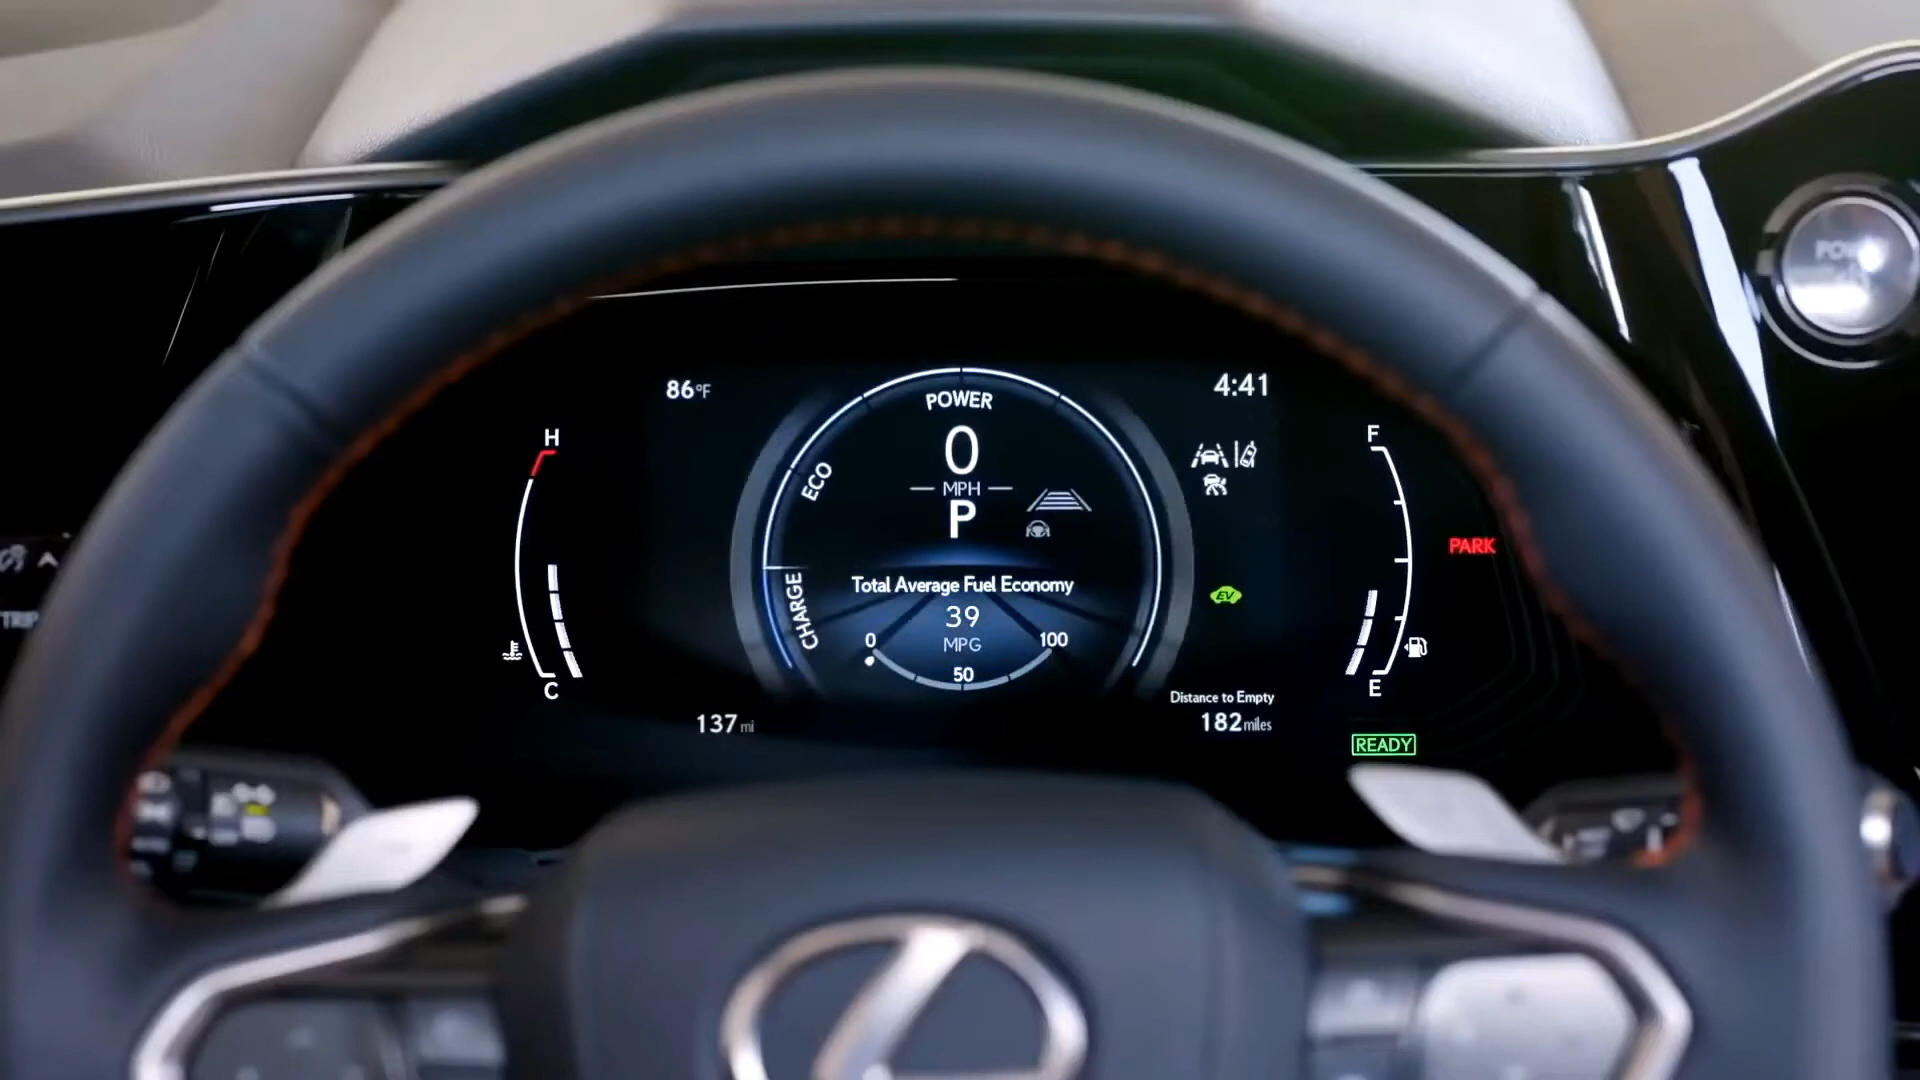 86°F
4:41
POWER
H
F
0
ECO
MPH
P
PARK
Total Average Fuel Economy
EV
CHARGE
39
TRIP
MPG
0
100
50
C
E
Distance to Empty
137 mi
182 miles
READY